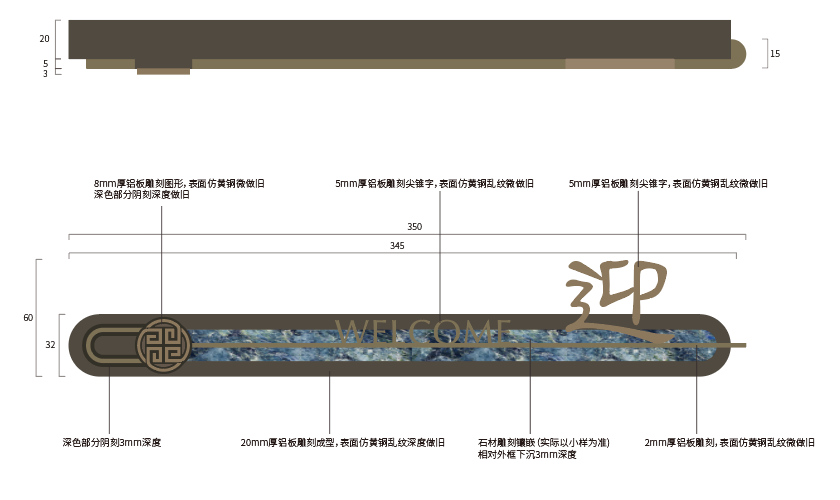 20
5
3
15
8mm厚铝板雕刻图形，表面仿黄铜微做旧
深色部分阴刻深度做旧
5mm厚铝板雕刻尖锥字，表面仿黄铜乱纹微做旧
5mm厚铝板雕刻尖锥字，表面仿黄铜乱纹微做旧
350
345
60
32
迎
WELCOME
深色部分阴刻3mm深度
20mm厚铝板雕刻成型，表面仿黄铜乱纹深度做旧
石材雕刻镶嵌（实际以小样为准）
相对外框下沉3mm深度
2mm厚铝板雕刻，表面仿黄铜乱纹微做旧